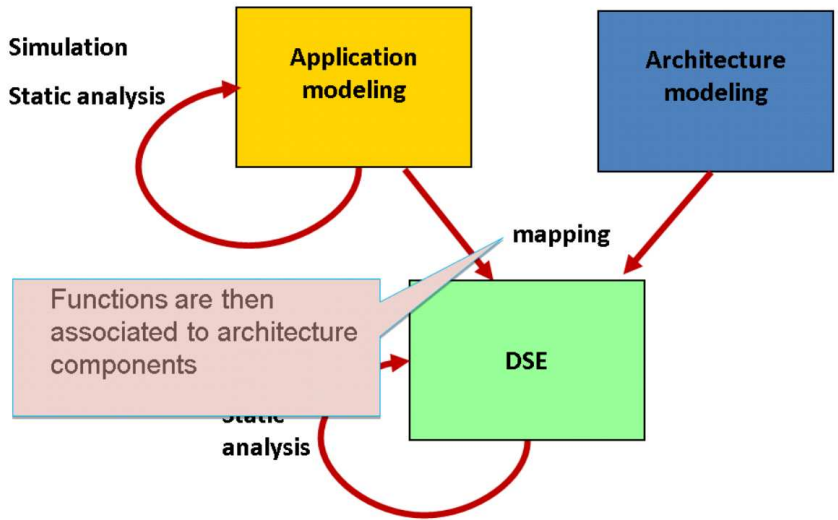 Simulation
Static analysis
Application
modeling
Architecture
modeling
mapping
Functions are then
associated to architecture
components
DSE
Static
analysis